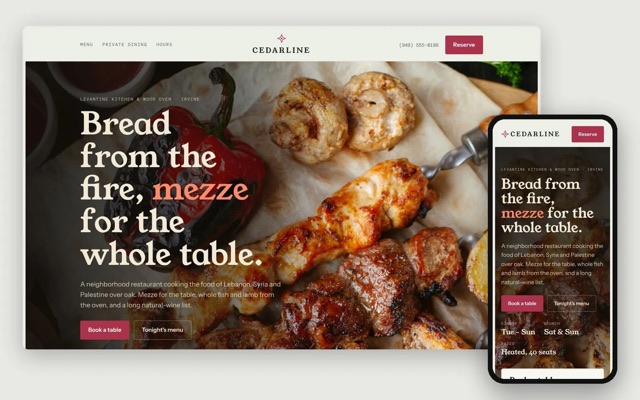 MENU PRIVATE DINING HOURS
CEDARLINE
(949) 555-0186
Reserve
LEVANTINE KITCHEN & WOOD OVEN · IRVINE
Bread
from the
fire, mezze
for the
whole table.
A neighborhood restaurant cooking the food of Lebanon, Syria and
Palestine over oak. Mezze for the table, whole fish and lamb from
the oven, and a long natural-wine list.
Book a table
Tonight's menu
CEDARLINE
Reserve
LEVANTINE KITCHEN & WOOD OVEN · IRVINE
Bread from
the fire,
mezze for the
whole table.
A neighborhood restaurant cooking the
food of Lebanon, Syria and Palestine
over oak. Mezze for the table, whole fish
and lamb from the oven, and a long
natural-wine list.
Book a table
Tonight's menu
Tue – Sun
Sat & Sun
Heated, 40 seats